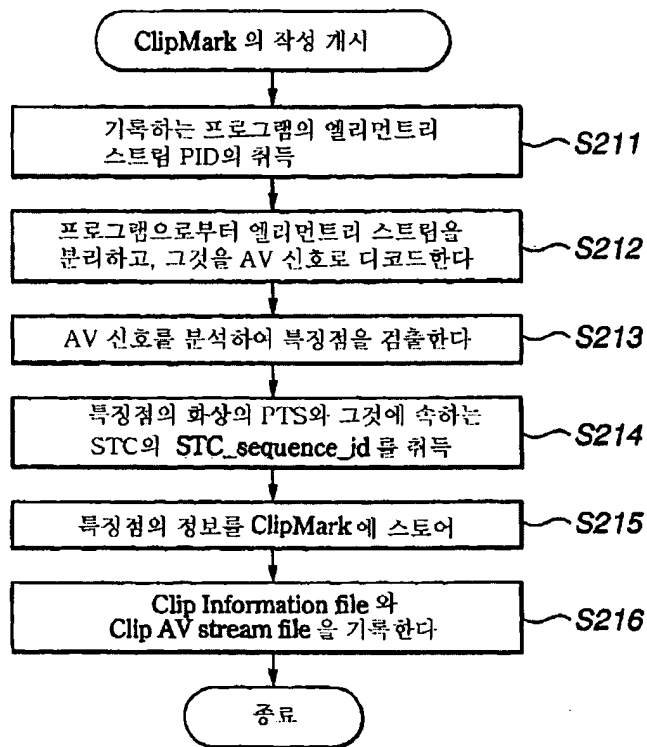 ClipMark 의 작성 개시
기록하는 프로그램의 엘리먼트리
스트림 PID의 취득
S211
프로그램으로부터 엘리먼트리 스트림을
분리하고, 그것을 AV 신호로 디코드한다
S212
AV 신호를 분석하여 특징점을 검출한다
S213
특징점의 화상의 PTS와 그것에 속하는
STC의 STC_sequence_id 를 취득
S214
특징점의 정보를 ClipMark 에 스토어
S215
Clip Information file 와
Clip AV stream file 을 기록한다
S216
종료